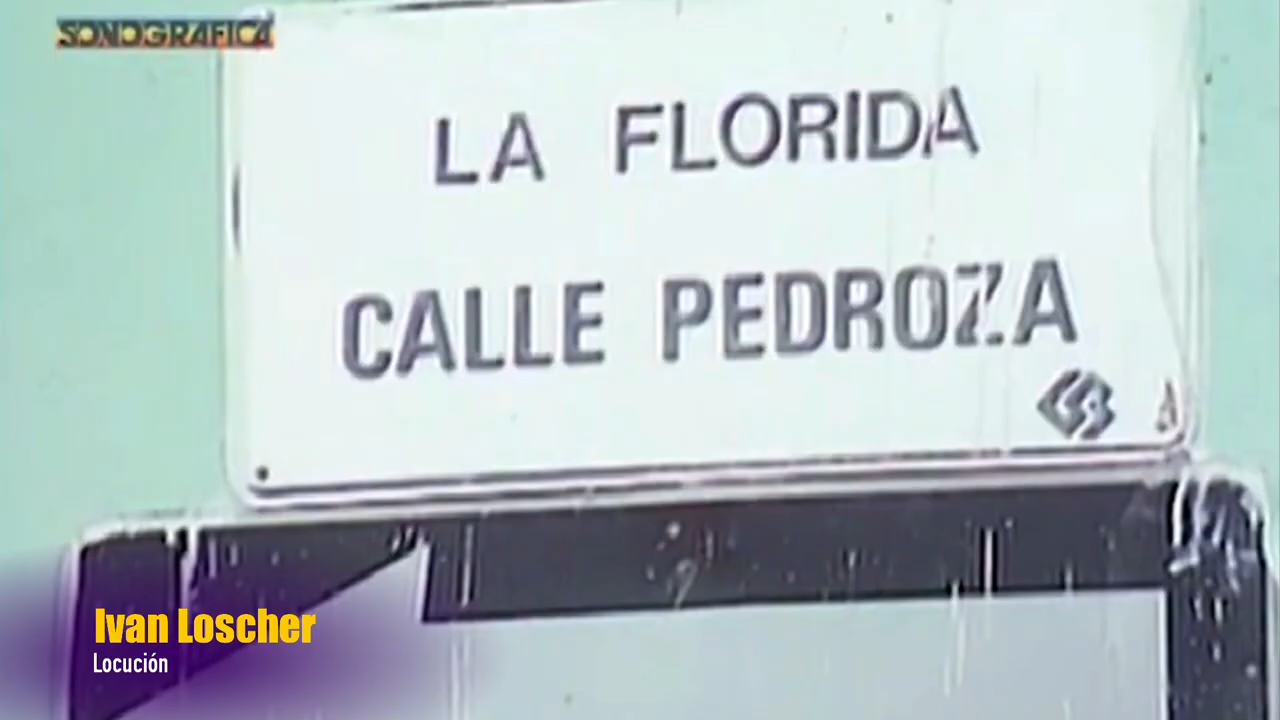 SONOGRAFICA
LA FLORIDA
CALLE PEDROZA
Ivan Loscher
Locución